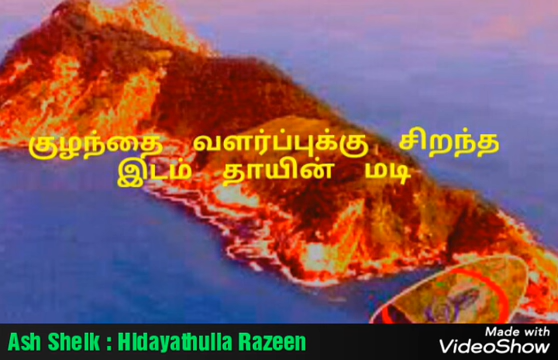 குழந்தை வளர்ப்புக்கு சிறந்த
இடம் தாயின் மடி
Ash Sheik : Hidayathulla Razeen
Made with
VideoShow